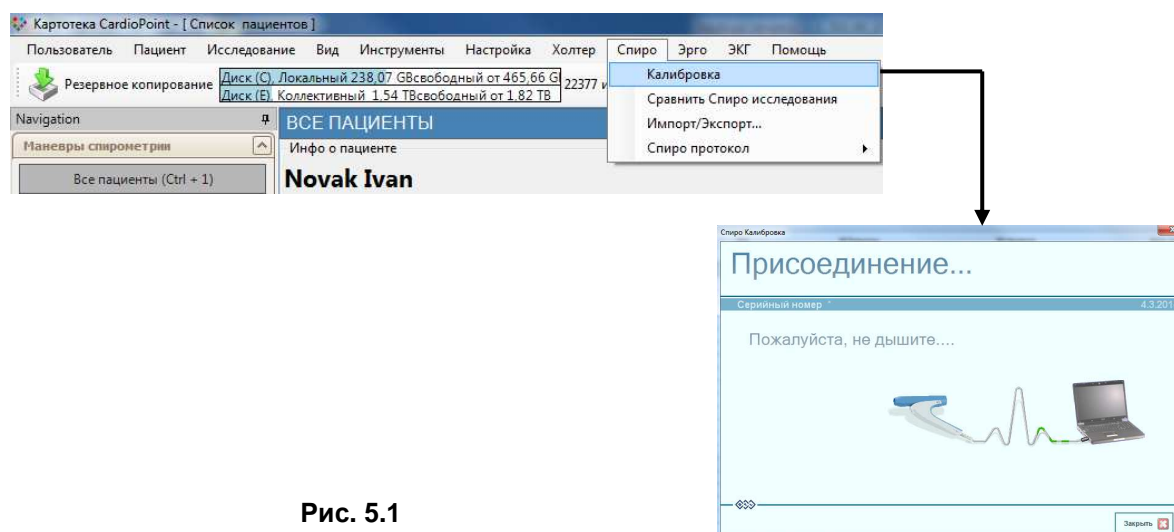 Картотека CardioPoint - [ Список пациентов ]
Пользователь Пациент Исследование Вид Инструменты Настройка Холтер Спиро Эрго ЭКГ Помощь
Резервное копирование
Диск (C), Локальный 238,07 GBсвободный от 465,66 G
Диск (E), Коллективный 1,54 TBсвободный от 1,82 TB
22377 и
Калибровка
Сравнить Спиро исследования
Импорт/Экспорт...
Спиро протокол
Navigation
ВСЕ ПАЦИЕНТЫ
Маневры спирометрии
Инфо о пациенте
Все пациенты (Ctrl + 1)
Novak Ivan
Спиро Калибровка
Присоединение...
Серийный номер
4.3.201
Пожалуйста, не дышите....
Закрыть
Рис. 5.1